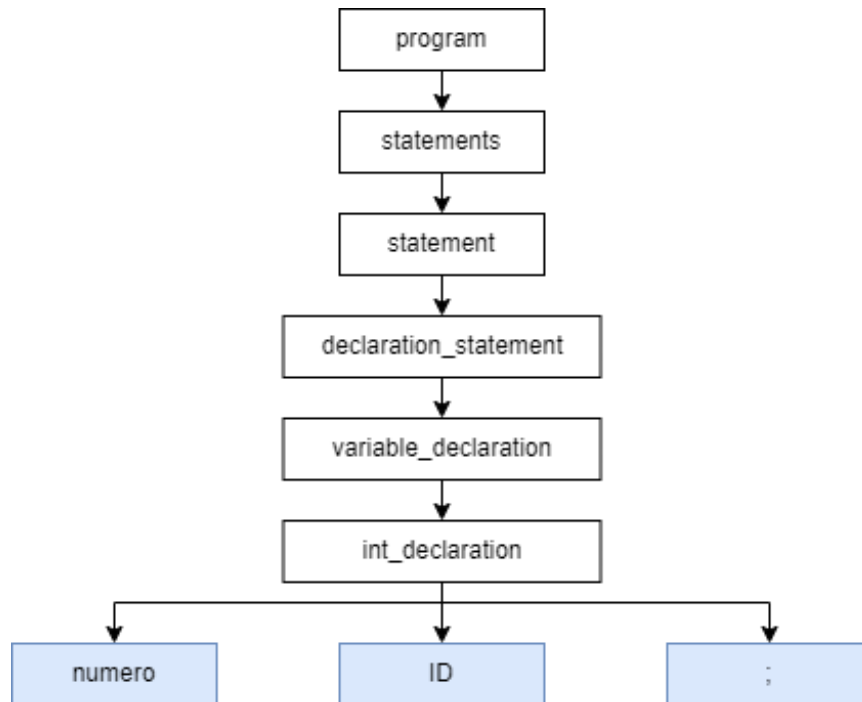 program
statements
statement
declaration_statement
variable_declaration
int_declaration
numero
ID
;